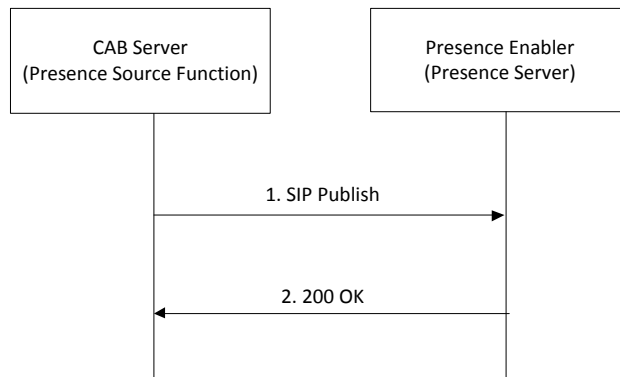 CAB Server
(Presence Source Function)
Presence Enabler
(Presence Server)
1. SIP Publish
2. 200 OK